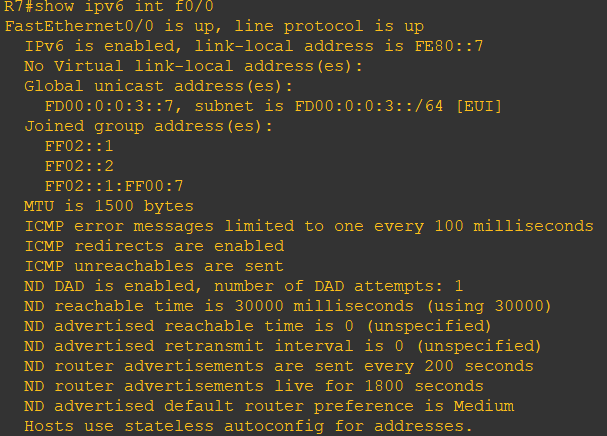 R7#show ipv6 int f0/0
FastEthernet0/0 is up, line protocol is up
IPv6 is enabled, link-local address is FE80::7
No Virtual link-local address(es):
Global unicast address(es):
FD00:0:0:3::7, subnet is FD00:0:0:3::/64 [EUI]
Joined group address(es):
FF02::1
FF02::2
FF02::1:FF00:7
MTU is 1500 bytes
ICMP error messages limited to one every 100 milliseconds
ICMP redirects are enabled
ICMP unreachables are sent
ND DAD is enabled, number of DAD attempts: 1
ND reachable time is 30000 milliseconds (using 30000)
ND advertised reachable time is 0 (unspecified)
ND advertised retransmit interval is 0 (unspecified)
ND router advertisements are sent every 200 seconds
ND router advertisements live for 1800 seconds
ND advertised default router preference is Medium
Hosts use stateless autoconfig for addresses.